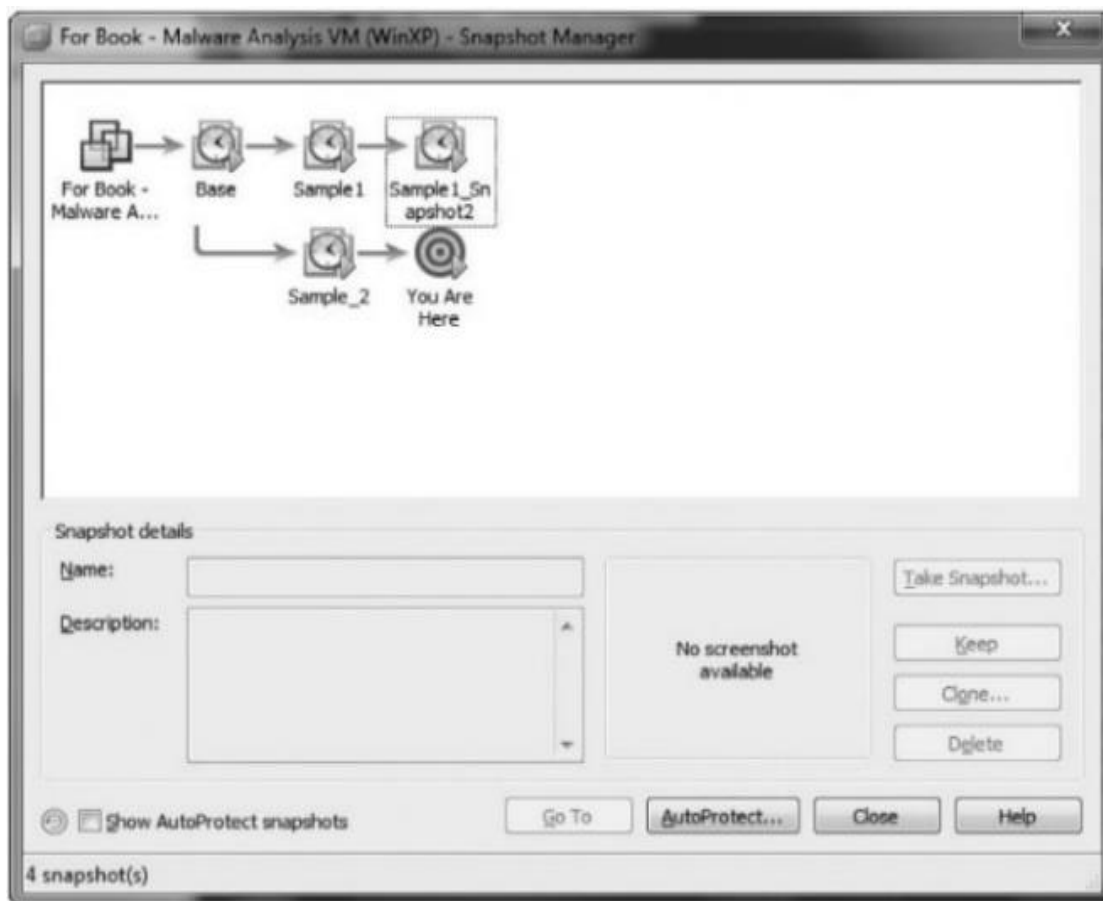 For Book - Malware Analysis VM (WinXP) - Snapshot Manager
For Book -
Malware A...
Base
Sample1
Sample1_Sn
apshot2
Sample_2
You Are
Here
Snapshot details
Name:
Take Snapshot...
Description:
No screenshot
available
Keep
Clone...
Delete
Show AutoProtect snapshots
Go To
AutoProtect...
Close
Help
4 snapshot(s)